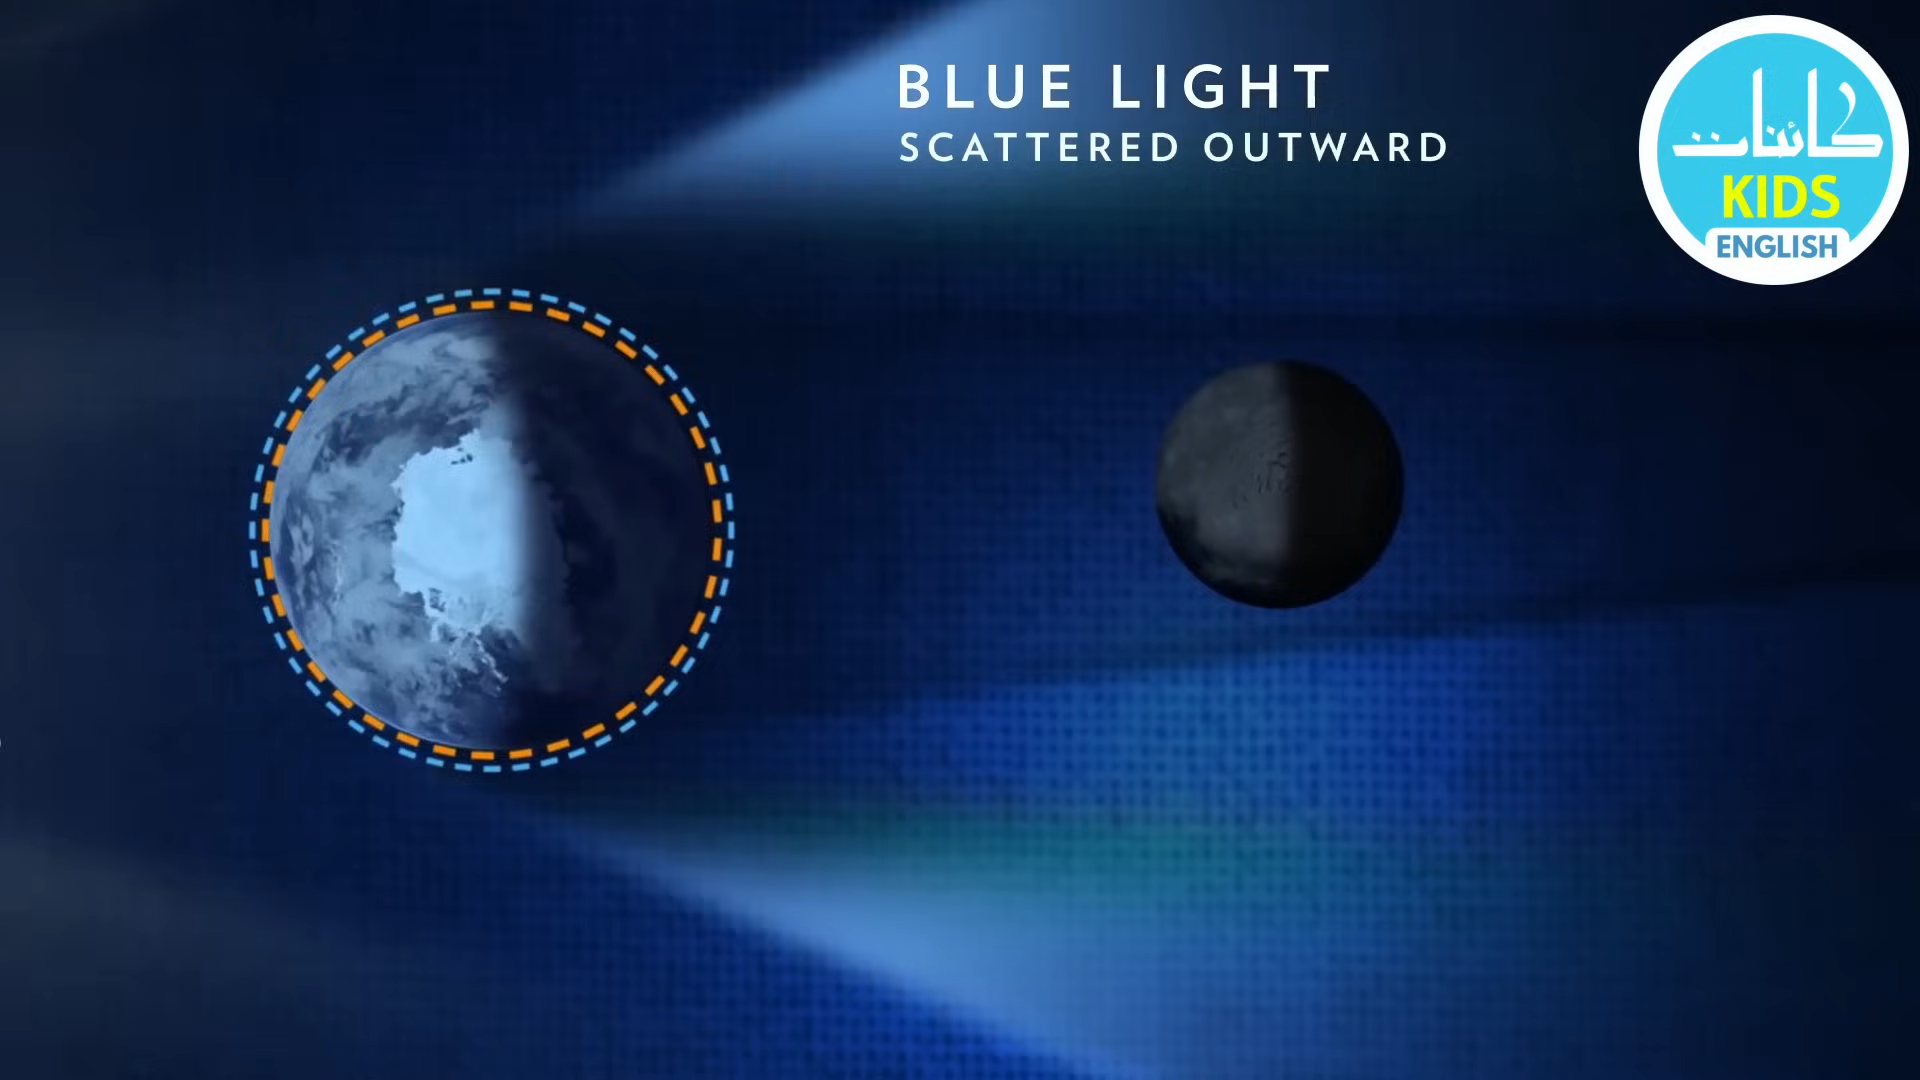 BLUE LIGHT
SCATTERED OUTWARD
كائنات
KIDS
ENGLISH